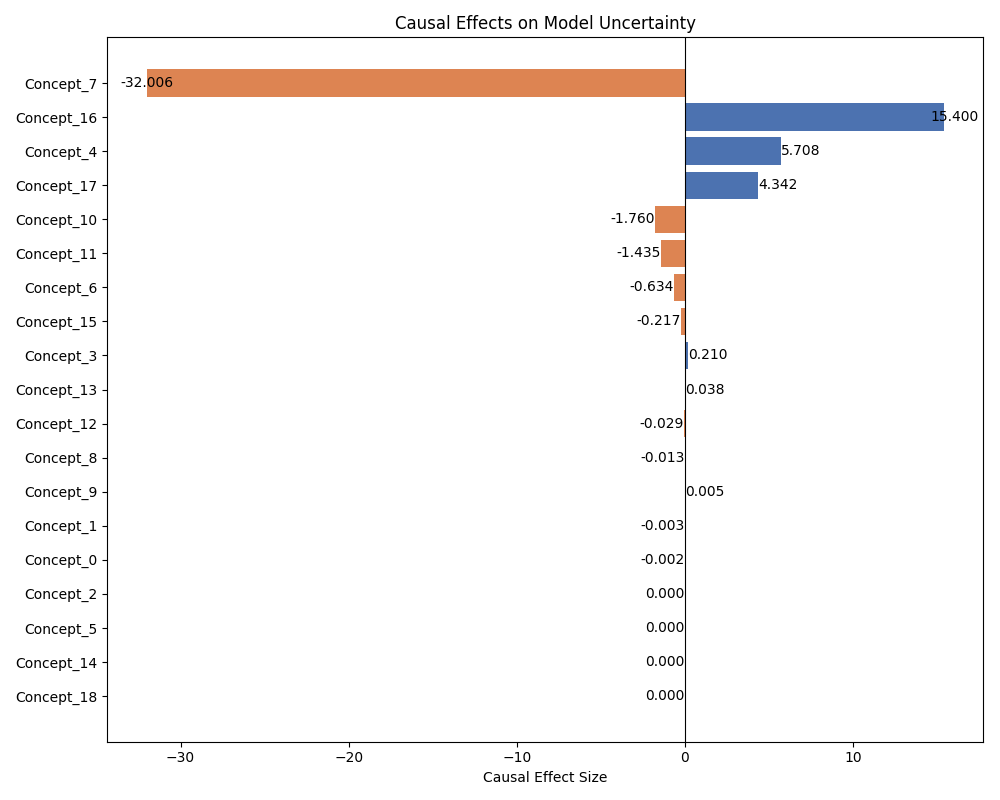 Causal Effects on Model Uncertainty
Concept_7 -32.006
Concept_16 15.400
Concept_4 5.708
Concept_17 4.342
Concept_10 -1.760
Concept_11 -1.435
Concept_6 -0.634
Concept_15 -0.217
Concept_3 0.210
Concept_13 0.038
Concept_12 -0.029
Concept_8 -0.013
Concept_9 0.005
Concept_1 -0.003
Concept_0 -0.002
Concept_2 0.000
Concept_5 0.000
Concept_14 0.000
Concept_18 0.000
−30 −20 −10 0 10
Causal Effect Size